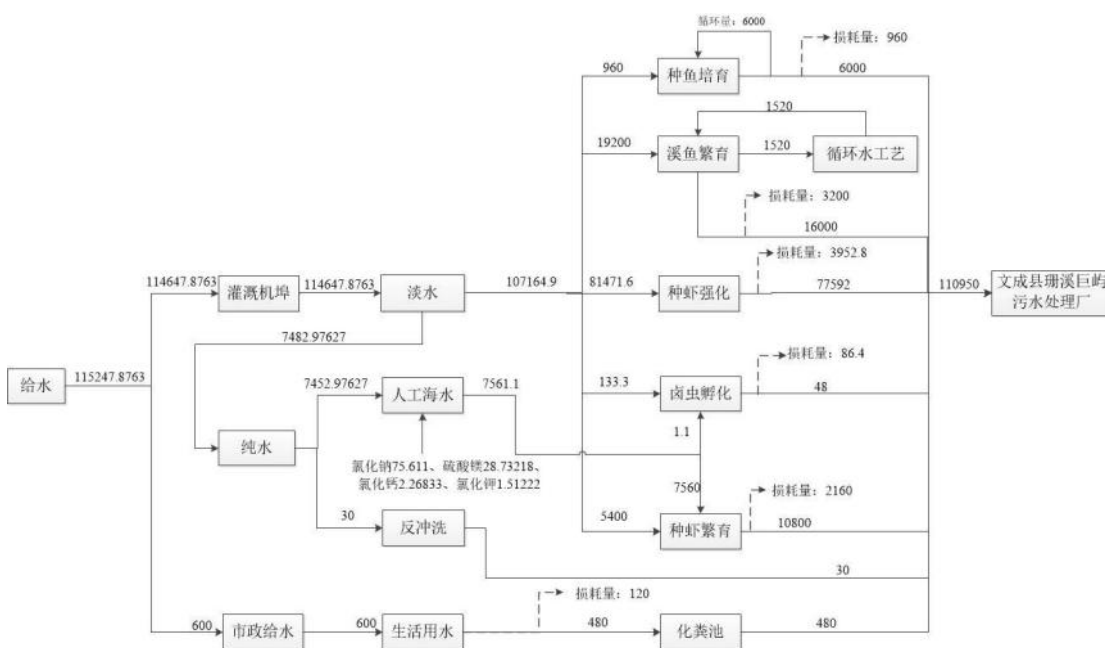 循环量：6000
损耗量：960
960
种鱼培育
6000
1520
19200
溪鱼繁育
1520
循环水工艺
损耗量：3200
16000
损耗量：3952.8
114647.8763
灌溉机埠
114647.8763
淡水
107164.9
81471.6
种虾强化
77592
110950
文成县珊溪巨屿
污水处理厂
7482.97627
给水
115247.8763
损耗量：86.4
7452.97627
人工海水
7561.1
133.3
卤虫孵化
48
1.1
纯水
氯化钠75.611、硫酸镁28.73218、
氯化钙2.26833、氯化钾1.51222
7560
损耗量：2160
30
反冲洗
5400
种虾繁育
10800
30
损耗量：120
600
市政给水
600
生活用水
480
化粪池
480